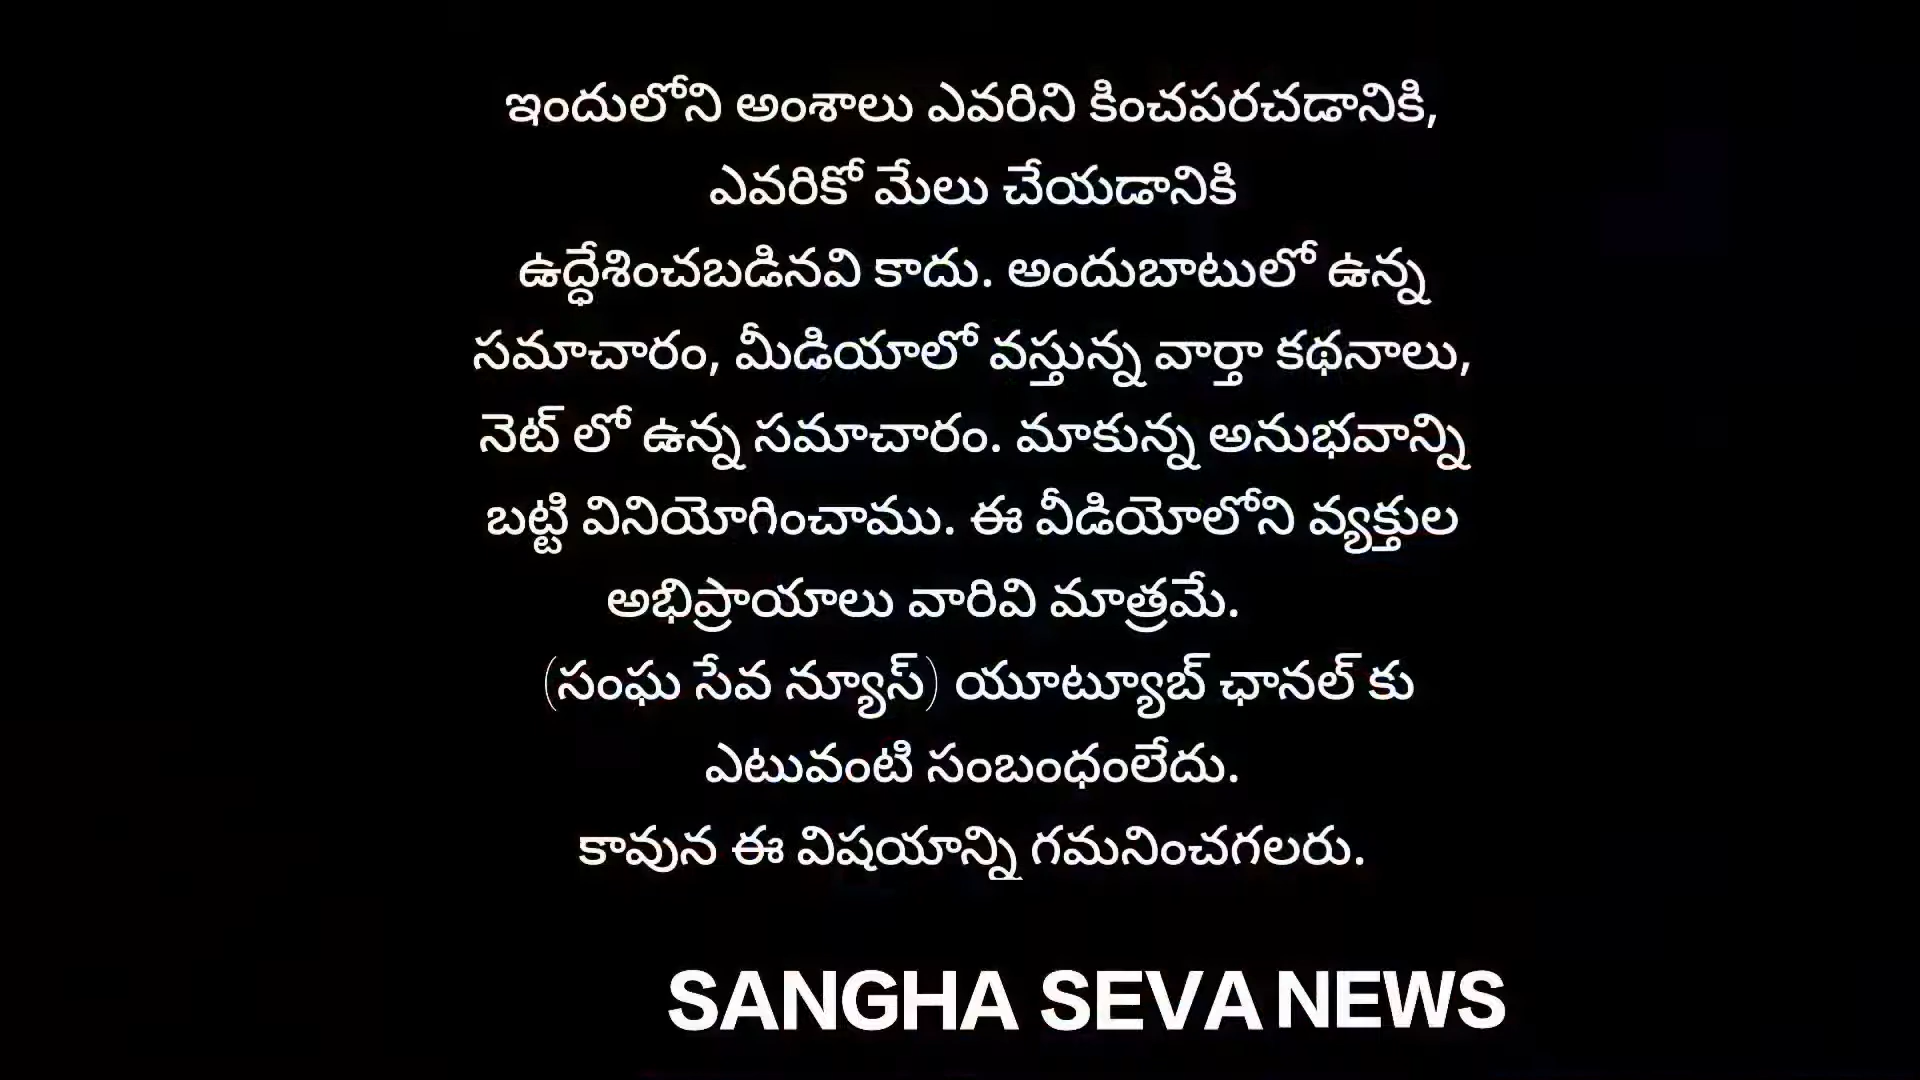 ఇందులోని అంశాలు ఎవరిని కించపరచడానికి,
ఎవరికో మేలు చేయడానికి
ఉద్ధేశించబడినవి కాదు. అందుబాటులో ఉన్న
సమాచారం, మీడియాలో వస్తున్న వార్తా కథనాలు,
నెట్ లో ఉన్న సమాచారం. మాకున్న అనుభవాన్ని
బట్టి వినియోగించాము. ఈ వీడియోలోని వ్యక్తుల
అభిప్రాయాలు వారివి మాత్రమే.
(సంఘ సేవ న్యూస్) యూట్యూబ్ ఛానల్ కు
ఎటువంటి సంబంధంలేదు.
కావున ఈ విషయాన్ని గమనించగలరు.
SANGHA SEVA NEWS